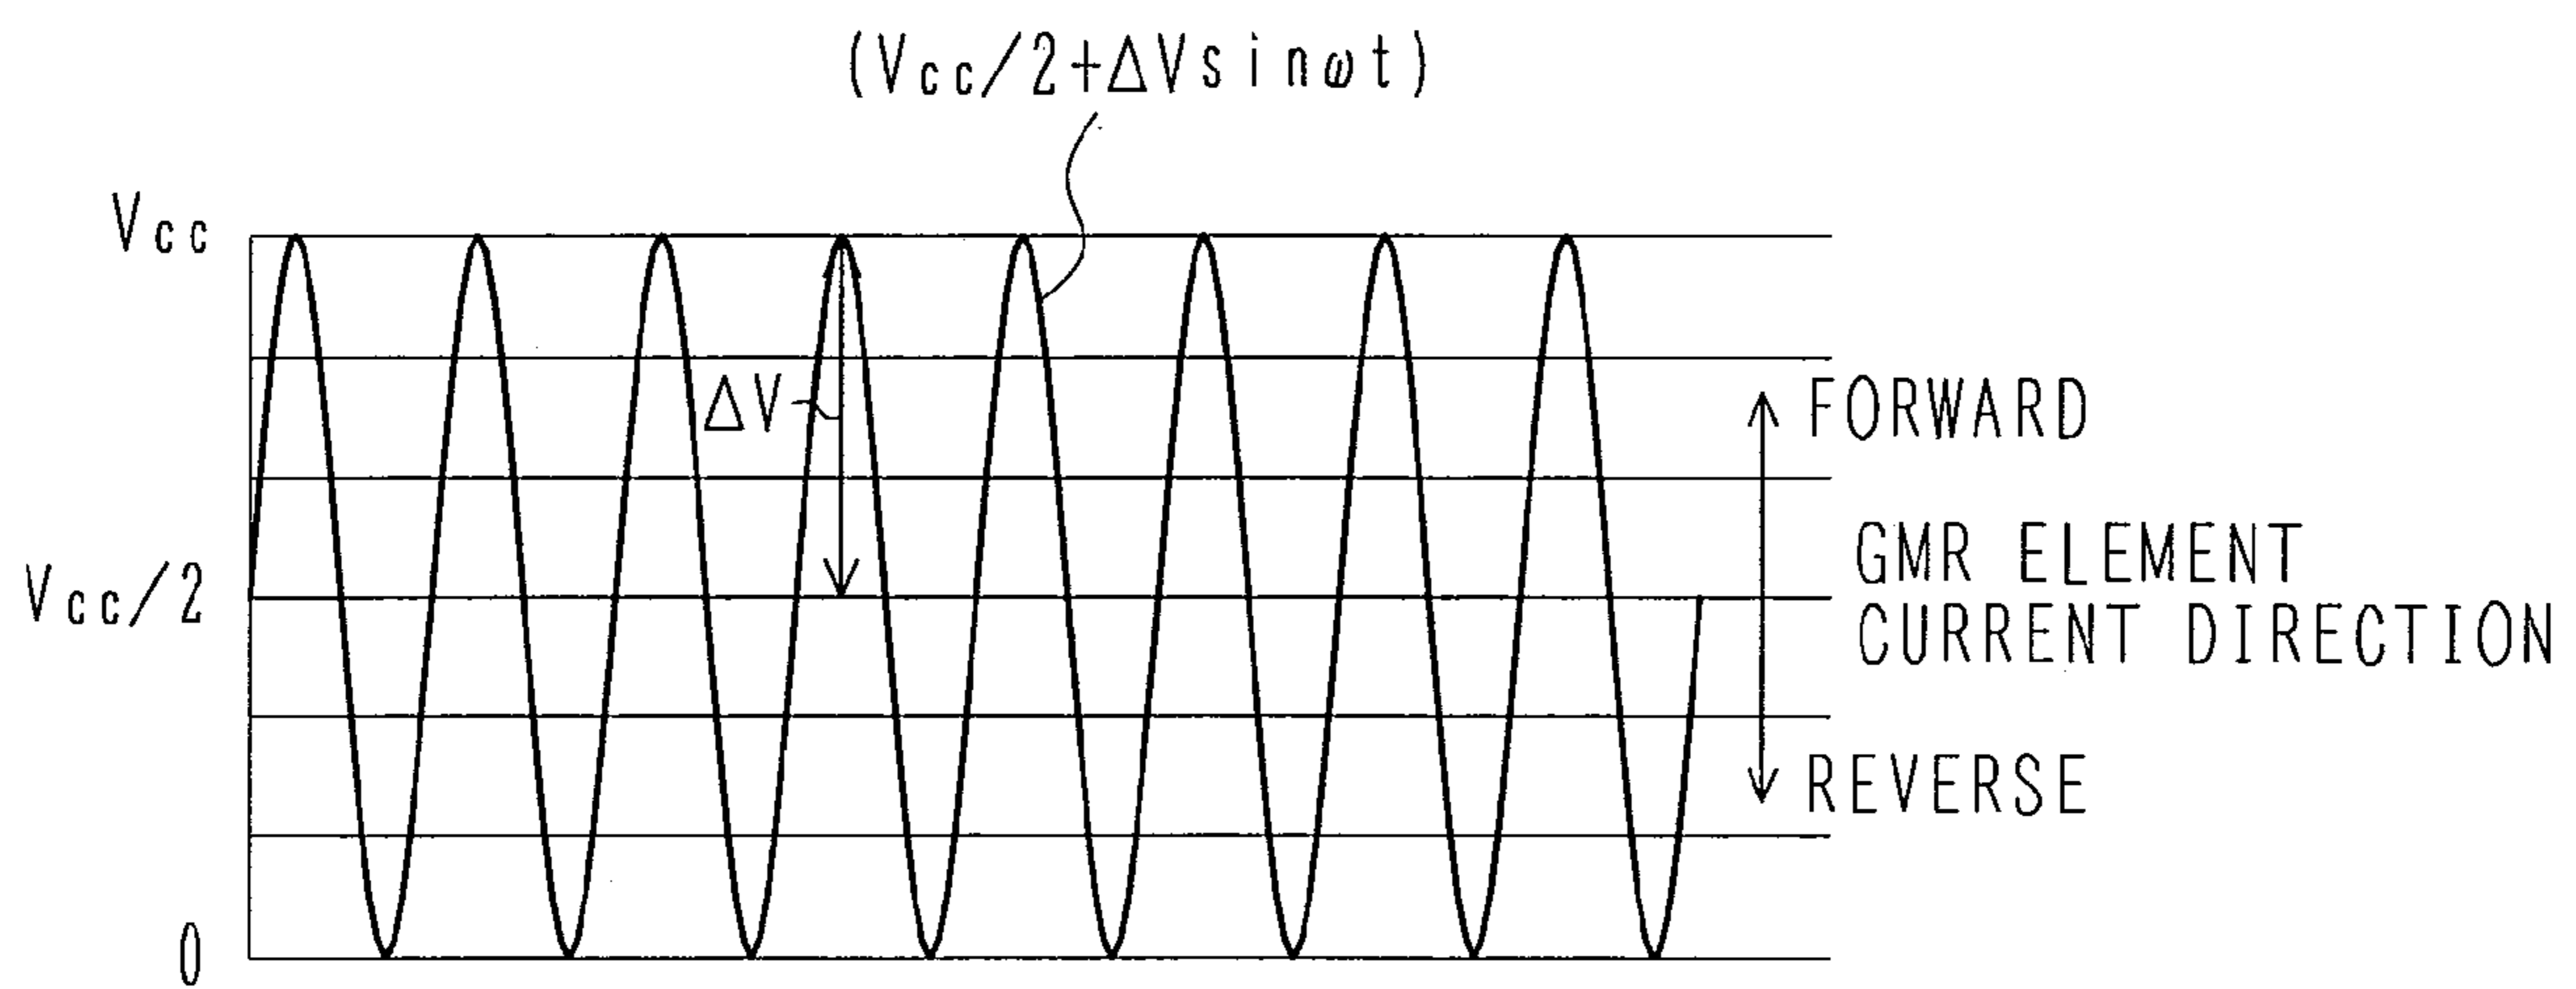 (Vcc/2+ΔVsinωt)
Vcc
ΔV
FORWARD
Vcc/2
GMR ELEMENT
CURRENT DIRECTION
REVERSE
0